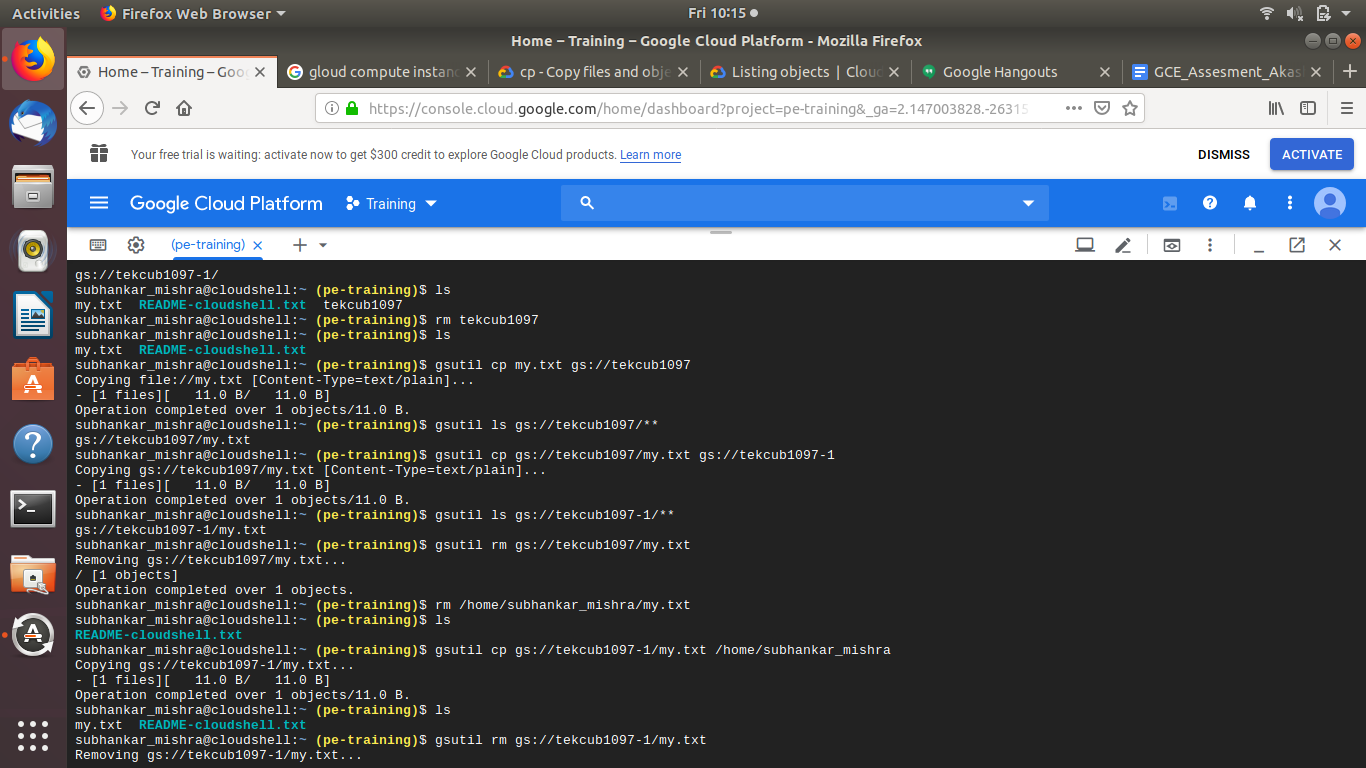 Activities
Firefox Web Browser
Fri 10:15
Home – Training – Google Cloud Platform - Mozilla Firefox
Home – Training – Goo
gloud compute instan
cp - Copy files and obje
Listing objects | Clou
Google Hangouts
GCE_Assesment_Akas
https://console.cloud.google.com/home/dashboard?project=pe-training&_ga=2.147003828.-26315
Your free trial is waiting: activate now to get $300 credit to explore Google Cloud products. Learn more
DISMISS
ACTIVATE
Google Cloud Platform
Training
(pe-training)
gs://tekcub1097-1/
subhankar_mishra@cloudshell:~ (pe-training)$ ls
my.txt  README-cloudshell.txt  tekcub1097
subhankar_mishra@cloudshell:~ (pe-training)$ rm tekcub1097
subhankar_mishra@cloudshell:~ (pe-training)$ ls
my.txt  README-cloudshell.txt
subhankar_mishra@cloudshell:~ (pe-training)$ gsutil cp my.txt gs://tekcub1097
Copying file://my.txt [Content-Type=text/plain]...
- [1 files][   11.0 B/   11.0 B]
Operation completed over 1 objects/11.0 B.
subhankar_mishra@cloudshell:~ (pe-training)$ gsutil ls gs://tekcub1097/**
gs://tekcub1097/my.txt
subhankar_mishra@cloudshell:~ (pe-training)$ gsutil cp gs://tekcub1097/my.txt gs://tekcub1097-1
Copying gs://tekcub1097/my.txt [Content-Type=text/plain]...
- [1 files][   11.0 B/   11.0 B]
Operation completed over 1 objects/11.0 B.
subhankar_mishra@cloudshell:~ (pe-training)$ gsutil ls gs://tekcub1097-1/**
gs://tekcub1097-1/my.txt
subhankar_mishra@cloudshell:~ (pe-training)$ gsutil rm gs://tekcub1097/my.txt
Removing gs://tekcub1097/my.txt...
/ [1 objects]
Operation completed over 1 objects.
subhankar_mishra@cloudshell:~ (pe-training)$ rm /home/subhankar_mishra/my.txt
subhankar_mishra@cloudshell:~ (pe-training)$ ls
README-cloudshell.txt
subhankar_mishra@cloudshell:~ (pe-training)$ gsutil cp gs://tekcub1097-1/my.txt /home/subhankar_mishra
Copying gs://tekcub1097-1/my.txt...
- [1 files][   11.0 B/   11.0 B]
Operation completed over 1 objects/11.0 B.
subhankar_mishra@cloudshell:~ (pe-training)$ ls
my.txt  README-cloudshell.txt
subhankar_mishra@cloudshell:~ (pe-training)$ gsutil rm gs://tekcub1097-1/my.txt
Removing gs://tekcub1097-1/my.txt...